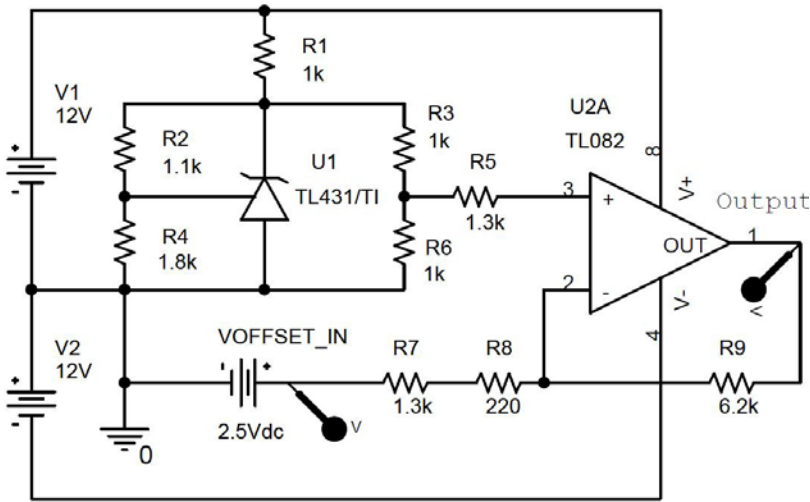 R1
1k
V1
12V
R2
1.1k
U1
TL431/TI
R3
1k
R5
1.3k
U2A
TL082
8
V+
3
+
Output
R4
1.8k
R6
1k
OUT
1
2
-
V-
4
V
V2
12V
VOFFSET_IN
- +
2.5Vdc
V
R7
1.3k
R8
220
R9
6.2k
0